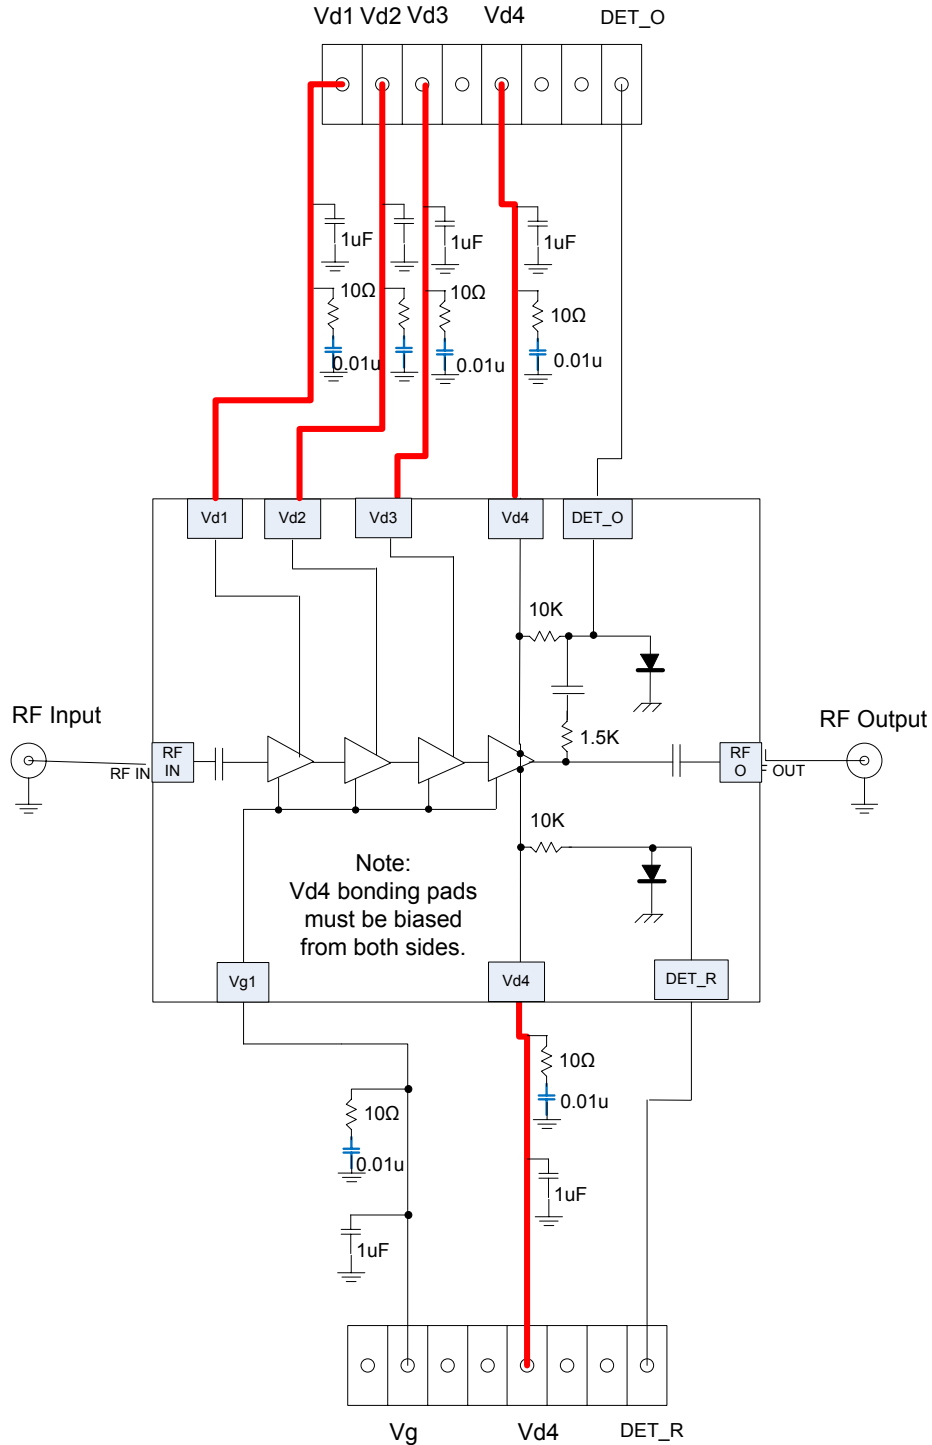 Vd1 Vd2 Vd3 Vd4 DET_O
1uF 1uF 1uF
10Ω 10Ω 10Ω
0.01u 0.01u 0.01u
Vd1 Vd2 Vd3 Vd4 DET_O
10K
RF Input
RF Output
1.5K
RF IN
RF IN
RF O
F OUT
10K
Note:
Vd4 bonding pads
must be biased
from both sides.
Vg1 Vd4 DET_R
10Ω
0.01u
10Ω
0.01u
1uF
1uF
Vg Vd4 DET_R